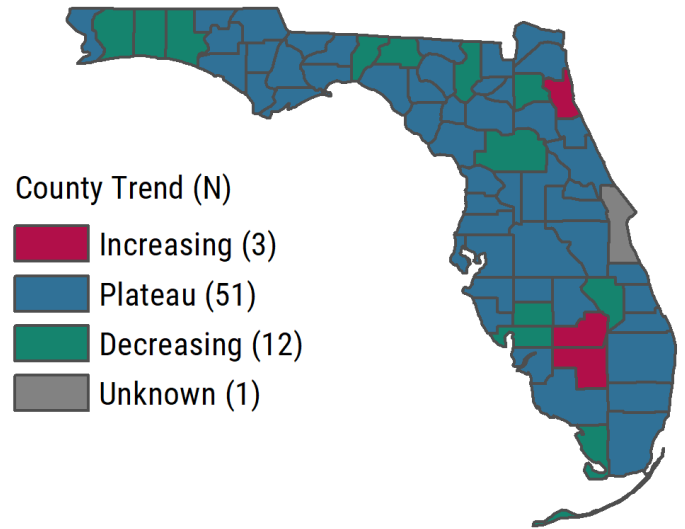 County Trend (N)
Increasing (3)
Plateau (51)
Decreasing (12)
Unknown (1)